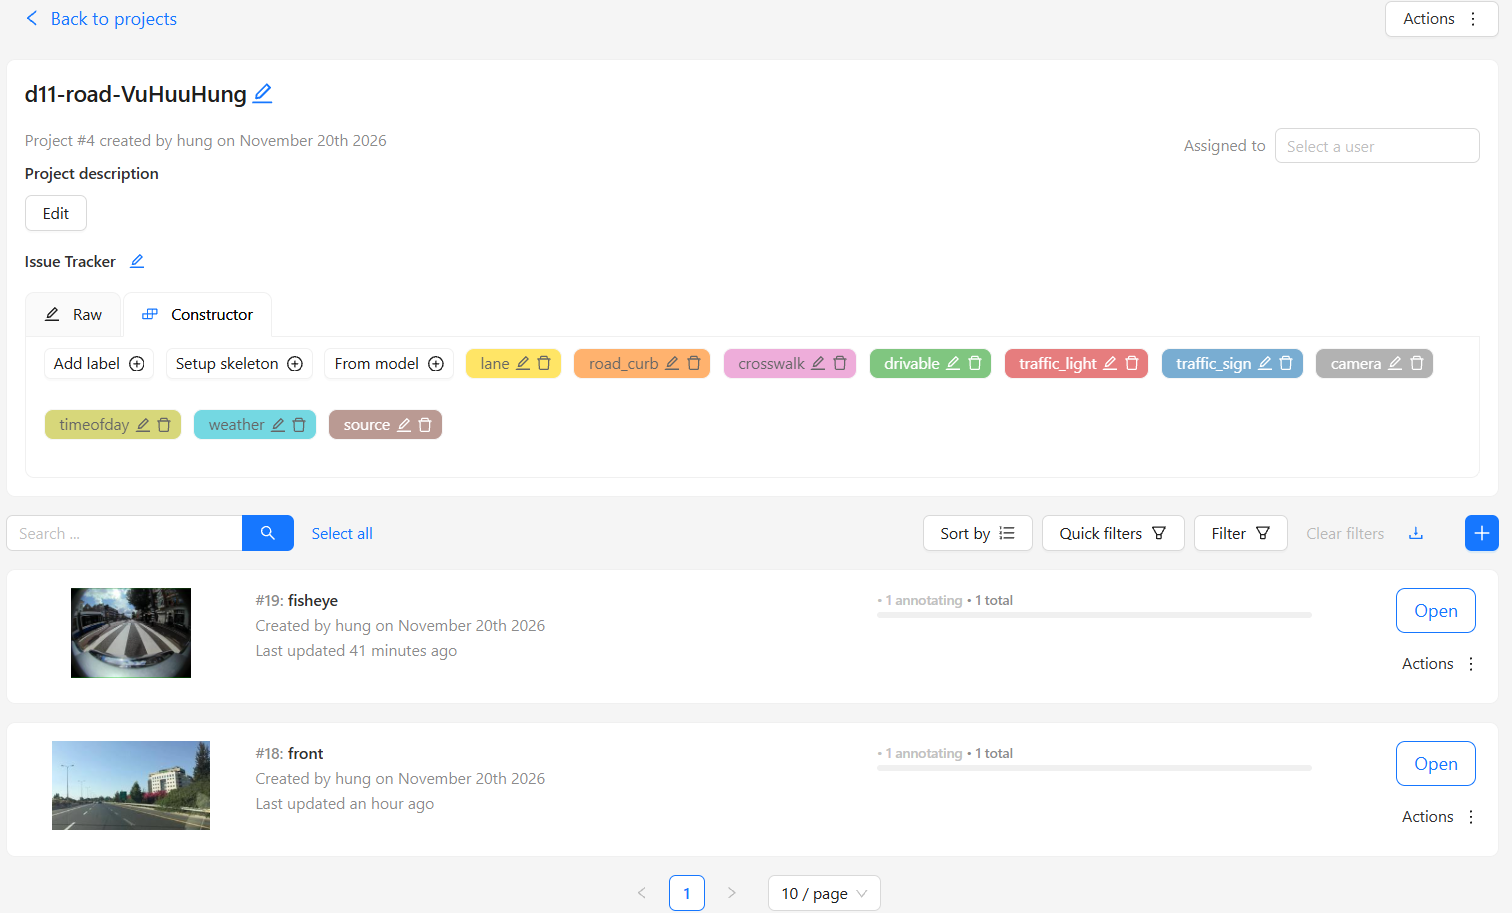 Back to projects
Actions
d11-road-VuHuuHung
Project #4 created by hung on November 20th 2026
Assigned to
Select a user
Project description
Edit
Issue Tracker
Raw
Constructor
Add label
Setup skeleton
From model
lane
road_curb
crosswalk
drivable
traffic_light
traffic_sign
camera
timeofday
weather
source
Search ...
Select all
Sort by
Quick filters
Filter
Clear filters
#19: fisheye
Created by hung on November 20th 2026
Last updated 41 minutes ago
• 1 annotating • 1 total
Open
Actions
#18: front
Created by hung on November 20th 2026
Last updated an hour ago
• 1 annotating • 1 total
Open
Actions
1
10 / page